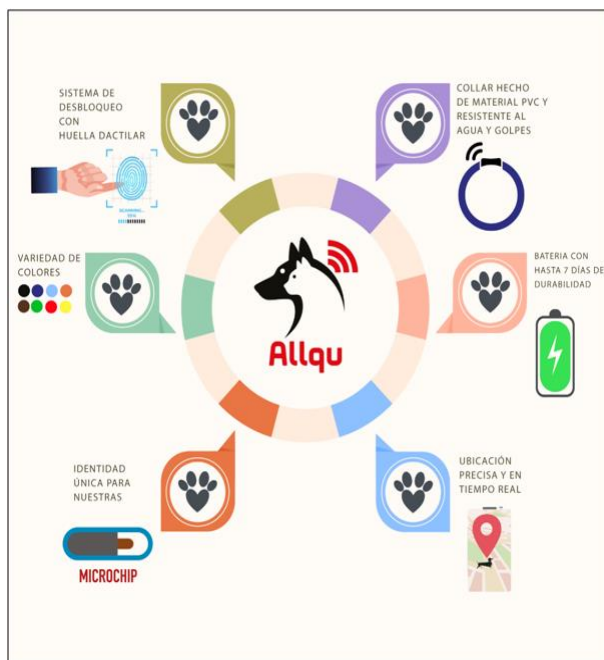 SISTEMA DE
DESBLOQUEO
CON
HUELLA DACTILAR
COLLAR HECHO
DE MATERIAL PVC Y
RESISTENTE AL
AGUA Y GOLPES
VARIEDAD DE
COLORES
Allqu
BATERIA CON
HASTA 7 DÍAS DE
DURABILIDAD
IDENTIDAD
ÚNICA PARA
NUESTRAS
MICROCHIP
UBICACIÓN
PRECISA Y EN
TIEMPO REAL